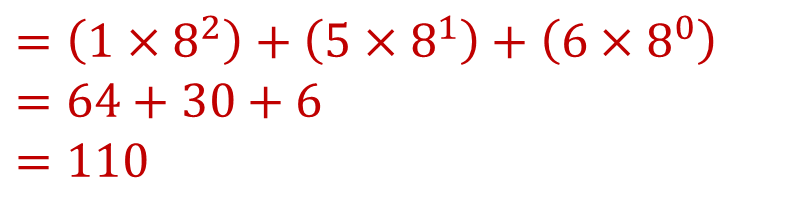 = (1 × 8²) + (5 × 8¹) + (6 × 8⁰)
= 64 + 30 + 6
= 110